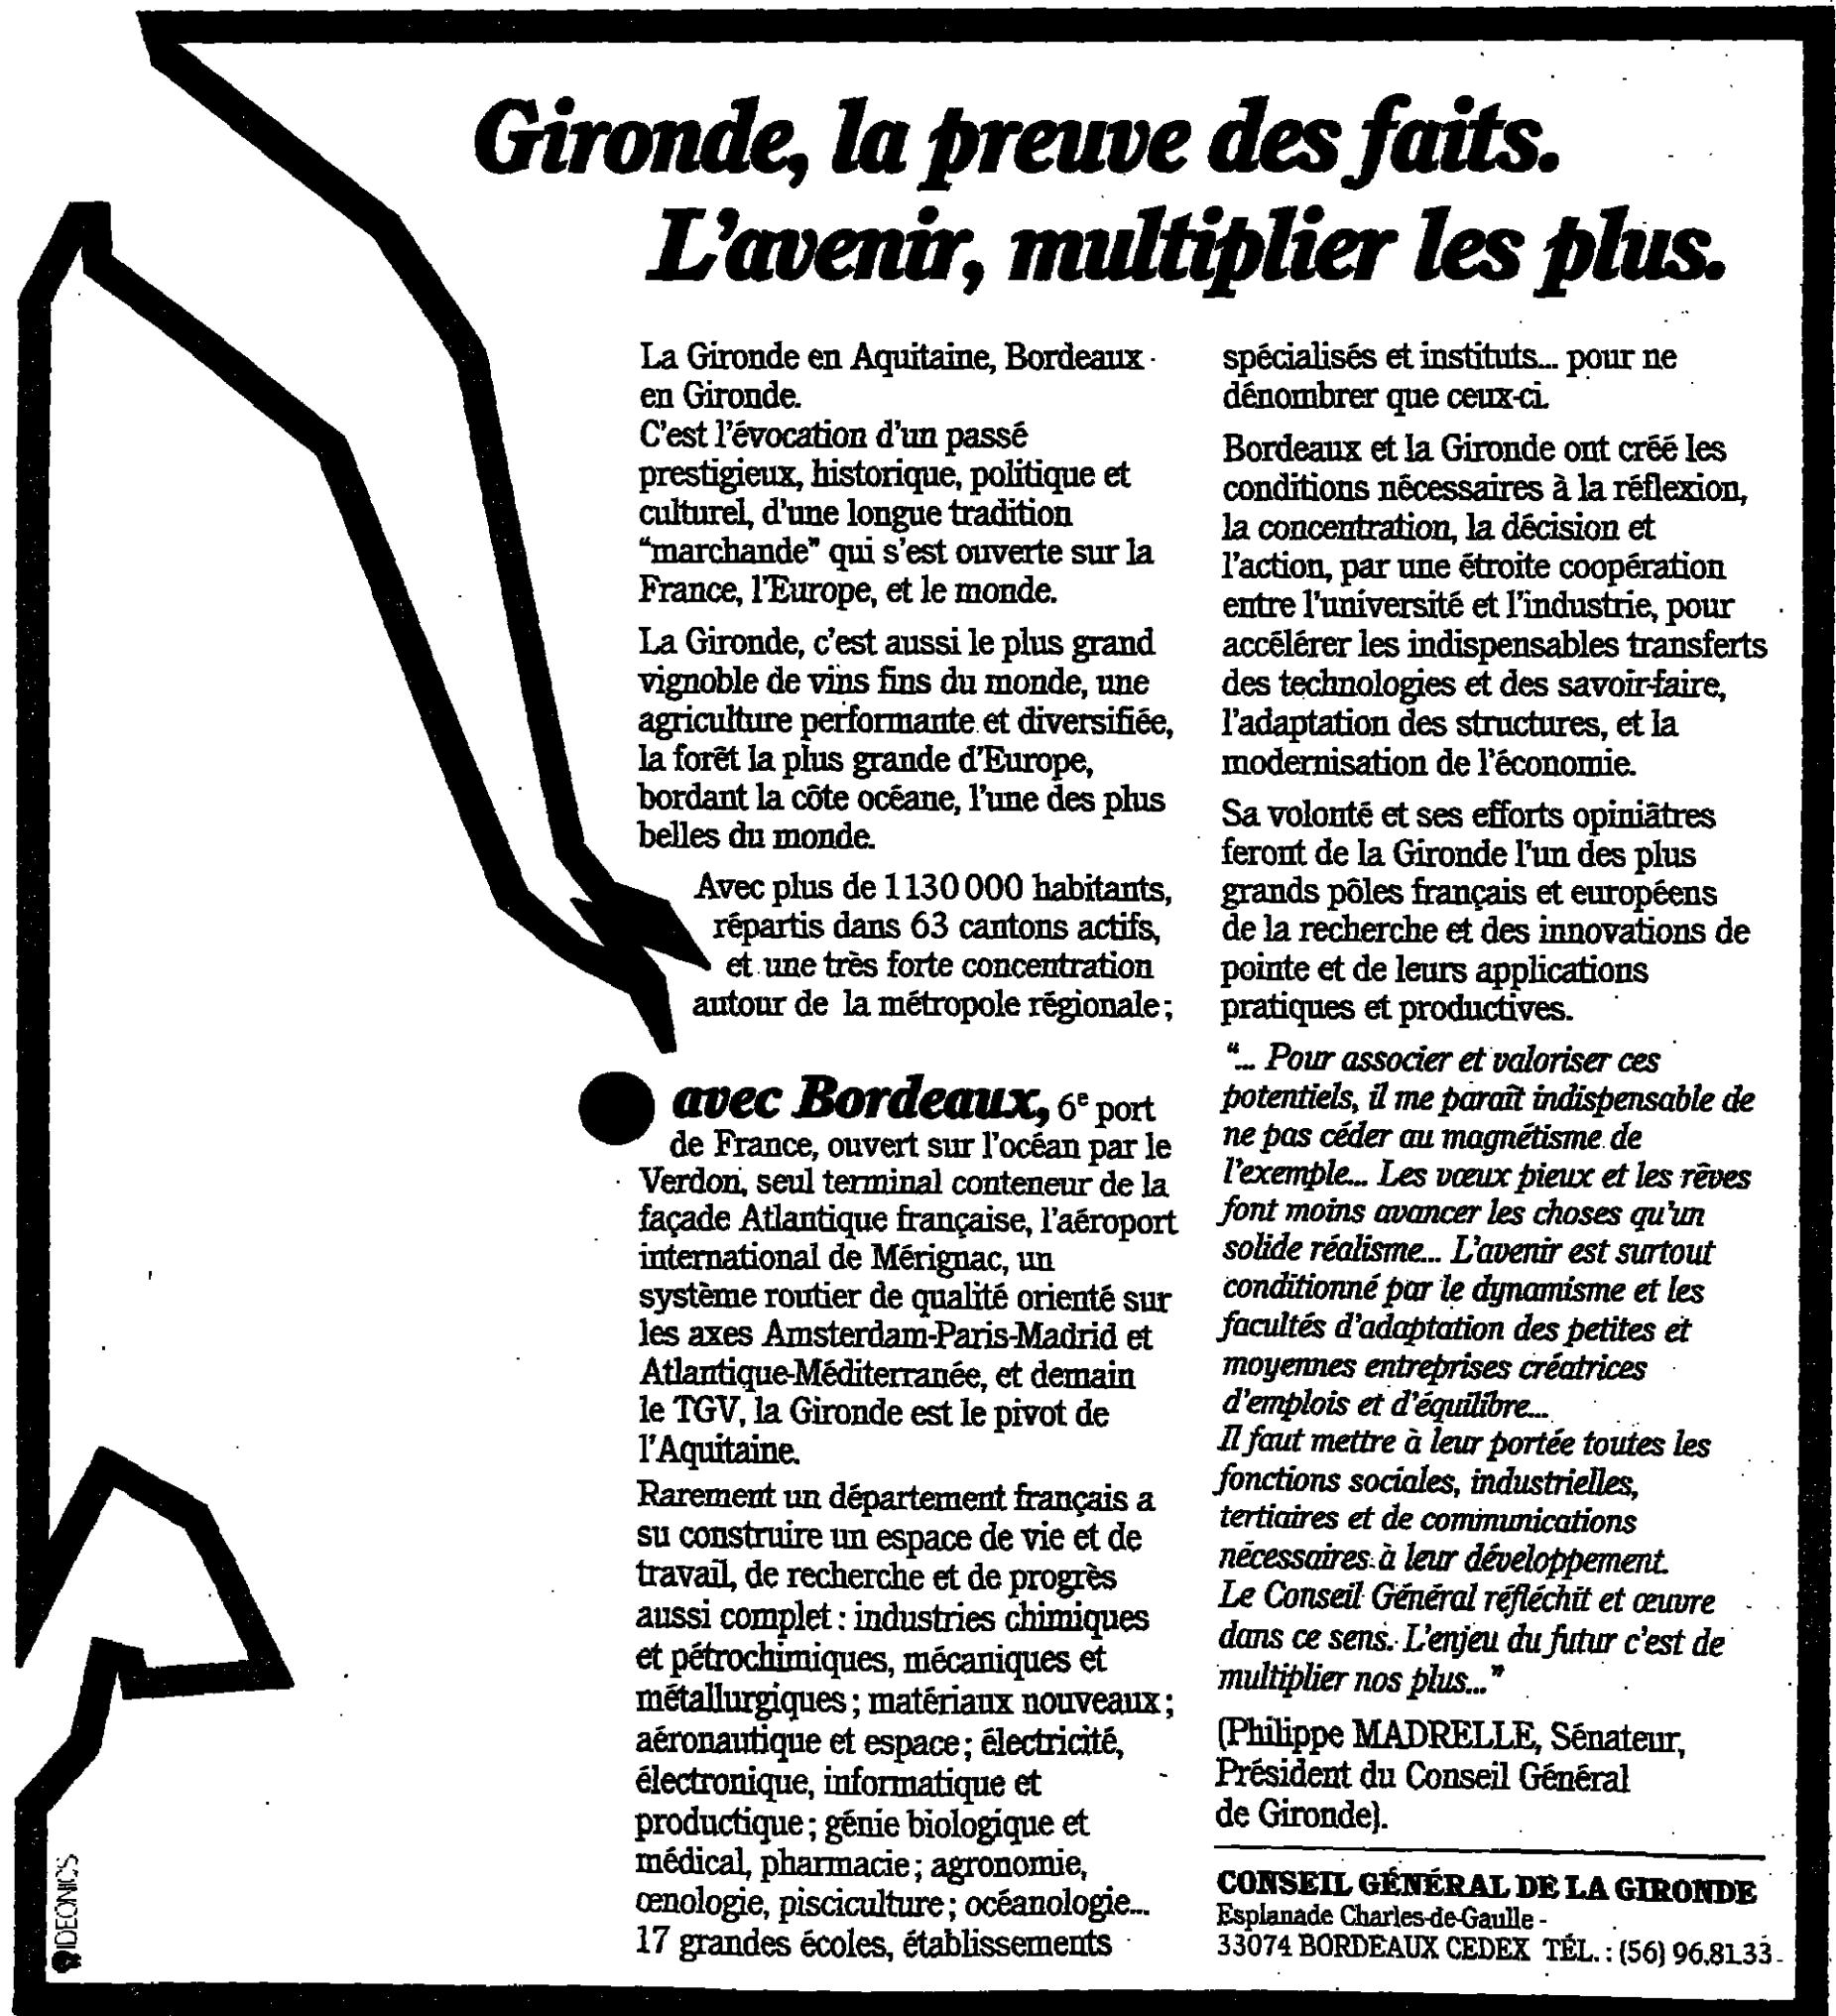 Gironde, la preuve des faits.
L'avenir, multiplier les plus.
La Gironde en Aquitaine, Bordeaux
en Gironde.
C'est l'évocation d'un passé
prestigieux, historique, politique et
culturel, d'une longue tradition
"marchande" qui s'est ouverte sur la
France, l'Europe, et le monde.
La Gironde, c'est aussi le plus grand
vignoble de vins fins du monde, une
agriculture performante et diversifiée,
la forêt la plus grande d'Europe,
bordant la côte océane, l'une des plus
belles du monde.
Avec plus de 1130000 habitants,
répartis dans 63 cantons actifs,
et une très forte concentration
autour de la métropole régionale;
avec Bordeaux, 6e port
de France, ouvert sur l'océan par le
Verdon, seul terminal conteneur de la
façade Atlantique française, l'aéroport
international de Mérignac, un
système routier de qualité orienté sur
les axes Amsterdam-Paris-Madrid et
Atlantique-Méditerranée, et demain
le TGV, la Gironde est le pivot de
l'Aquitaine.
Rarement un département français a
su construire un espace de vie et de
travail, de recherche et de progrès
aussi complet : industries chimiques
et pétrochimiques, mécaniques et
métallurgiques ; matériaux nouveaux ;
aéronautique et espace ; électricité,
électronique, informatique et
productique ; génie biologique et
médical, pharmacie ; agronomie,
œnologie, pisciculture ; océanologie...
17 grandes écoles, établissements
spécialisés et instituts... pour ne
dénombrer que ceux-ci.
Bordeaux et la Gironde ont créé les
conditions nécessaires à la réflexion,
la concentration, la décision et
l'action, par une étroite coopération
entre l'université et l'industrie, pour
accélérer les indispensables transferts
des technologies et des savoir-faire,
l'adaptation des structures, et la
modernisation de l'économie.
Sa volonté et ses efforts opiniâtres
feront de la Gironde l'un des plus
grands pôles français et européens
de la recherche et des innovations de
pointe et de leurs applications
pratiques et productives.
"... Pour associer et valoriser ces
potentiels, il me paraît indispensable de
ne pas céder au magnétisme de
l'exemple... Les vœux pieux et les rêves
font moins avancer les choses qu'un
solide réalisme... L'avenir est surtout
conditionné par le dynamisme et les
facultés d'adaptation des petites et
moyennes entreprises créatrices
d'emplois et d'équilibre...
Il faut mettre à leur portée toutes les
fonctions sociales, industrielles,
tertiaires et de communications
nécessaires à leur développement.
Le Conseil Général réfléchit et œuvre
dans ce sens. L'enjeu du futur c'est de
multiplier nos plus..."
(Philippe MADRELLE, Sénateur,
Président du Conseil Général
de Gironde).
CONSEIL GÉNÉRAL DE LA GIRONDE
Esplanade Charles-de-Gaulle -
33074 BORDEAUX CEDEX TÉL. : (56) 96.81.33
IDEONICS